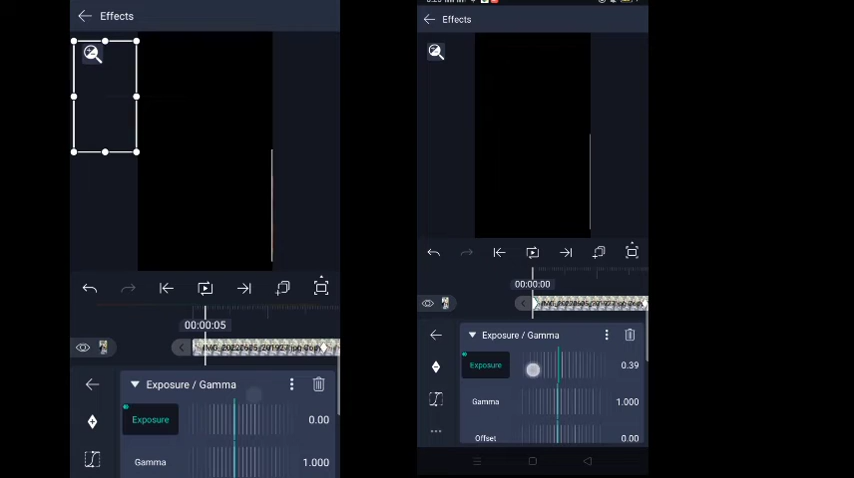 Effects
00:00:05
Exposure / Gamma
Exposure
0.00
Gamma
1.000
Effects
00:00:00
Exposure / Gamma
Exposure
0.39
Gamma
1.000
Offset
0.00